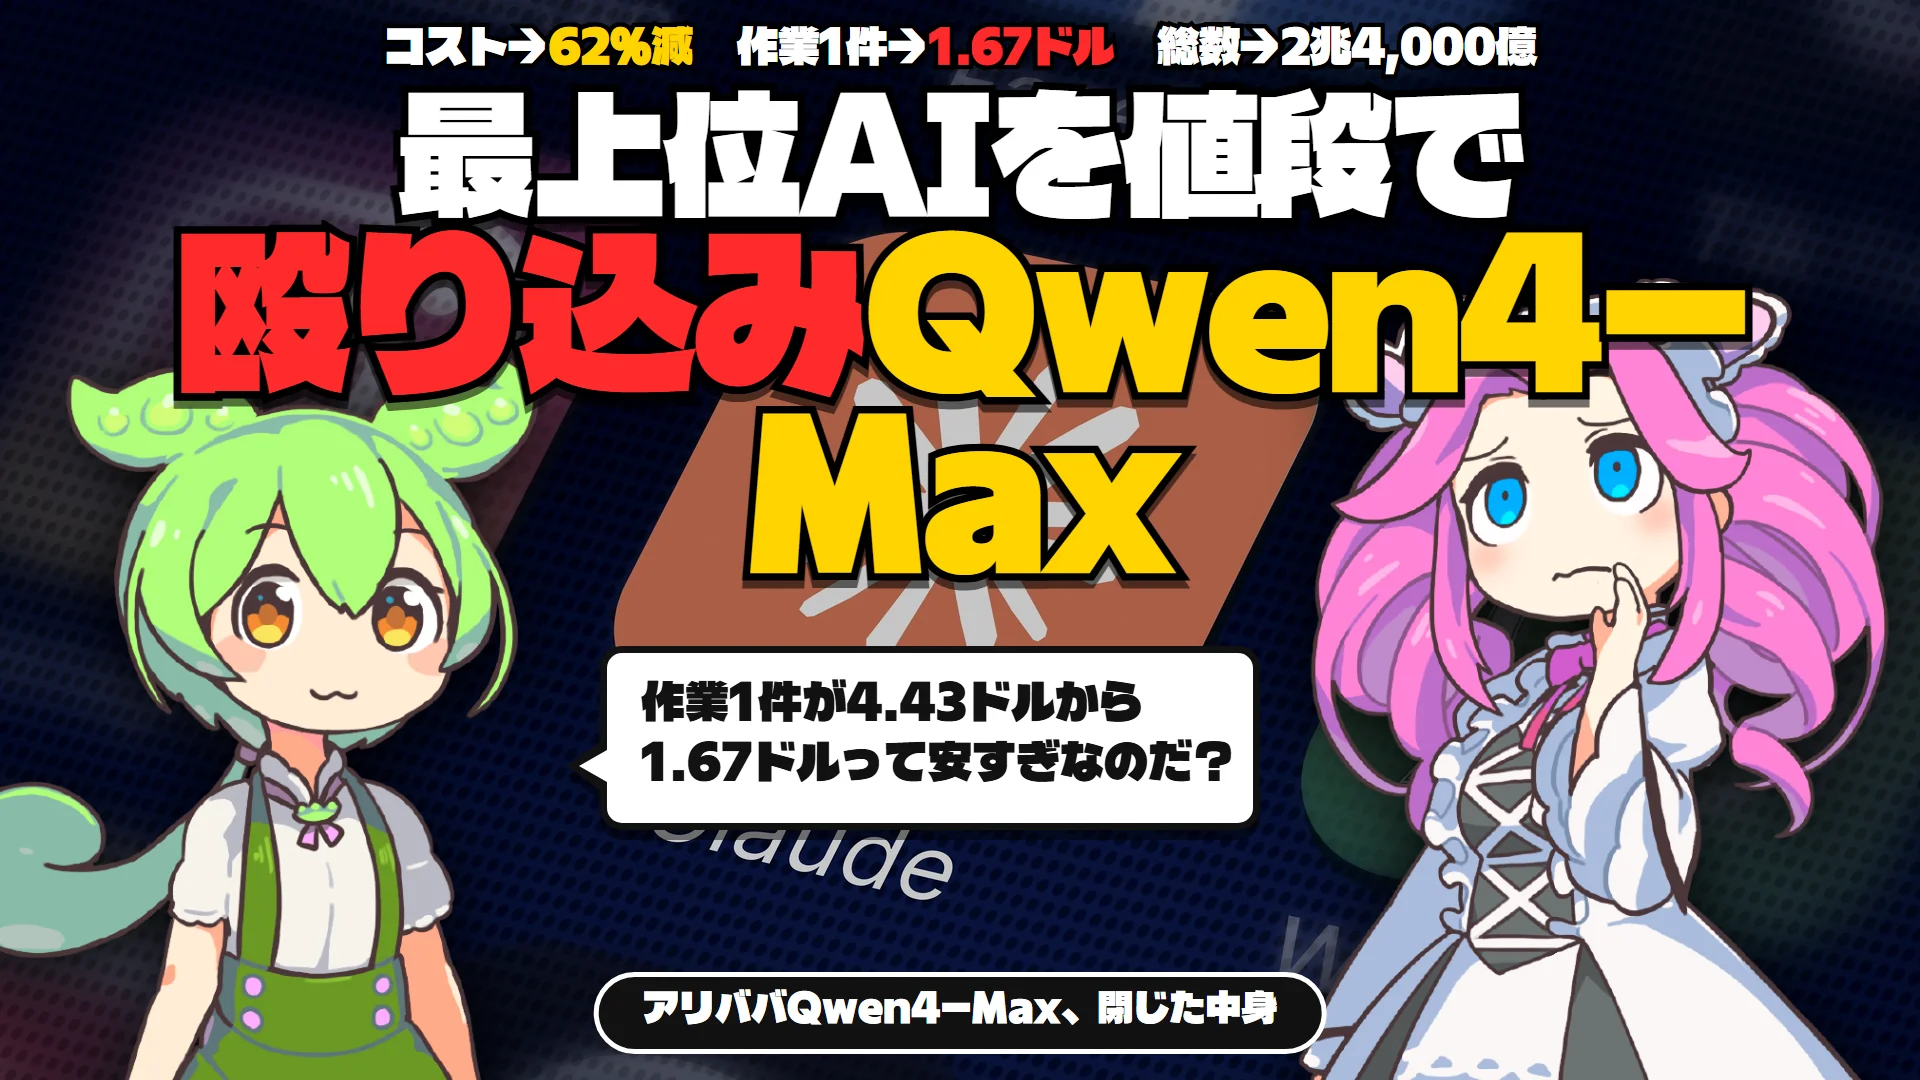 コスト→62%減 作業1件→1.67ドル 総数→2兆4,000億
最上位AIを値段で
殴り込みQwen4ー
Max
作業1件が4.43ドルから
1.67ドルって安すぎなのだ?
Claude
アリババQwen4ーMax、閉じた中身